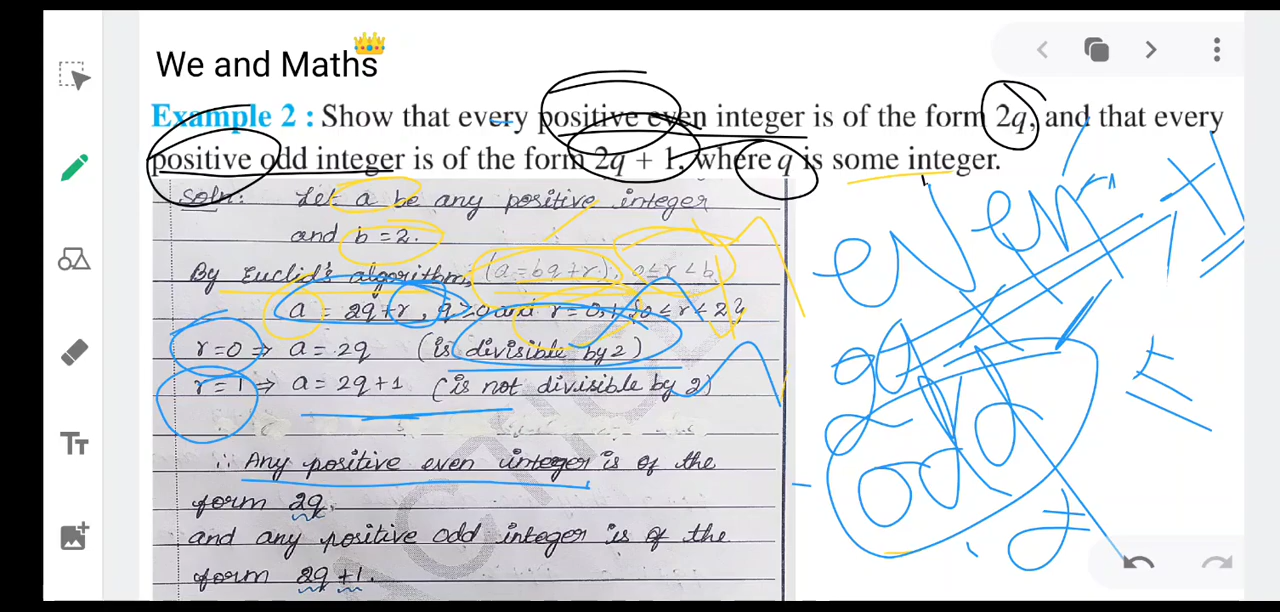 We and Maths
Example 2 : Show that every positive even integer is of the form 2q, and that every
positive odd integer is of the form 2q + 1, where q is some integer.
Soln: Let a be any positive integer
and b = 2.
By Euclid's algorithm, (a = bq + r), 0 ≤ r < b
a = 2q + r, q ≥ 0 and r = 0, 1 {0 ≤ r < 2}
r = 0 ⇒ a = 2q (is divisible by 2)
r = 1 ⇒ a = 2q + 1 (is not divisible by 2)
∴ Any positive even integer is of the
form 2q,
and any positive odd integer is of the
form 2q + 1.
even
odd
Tт